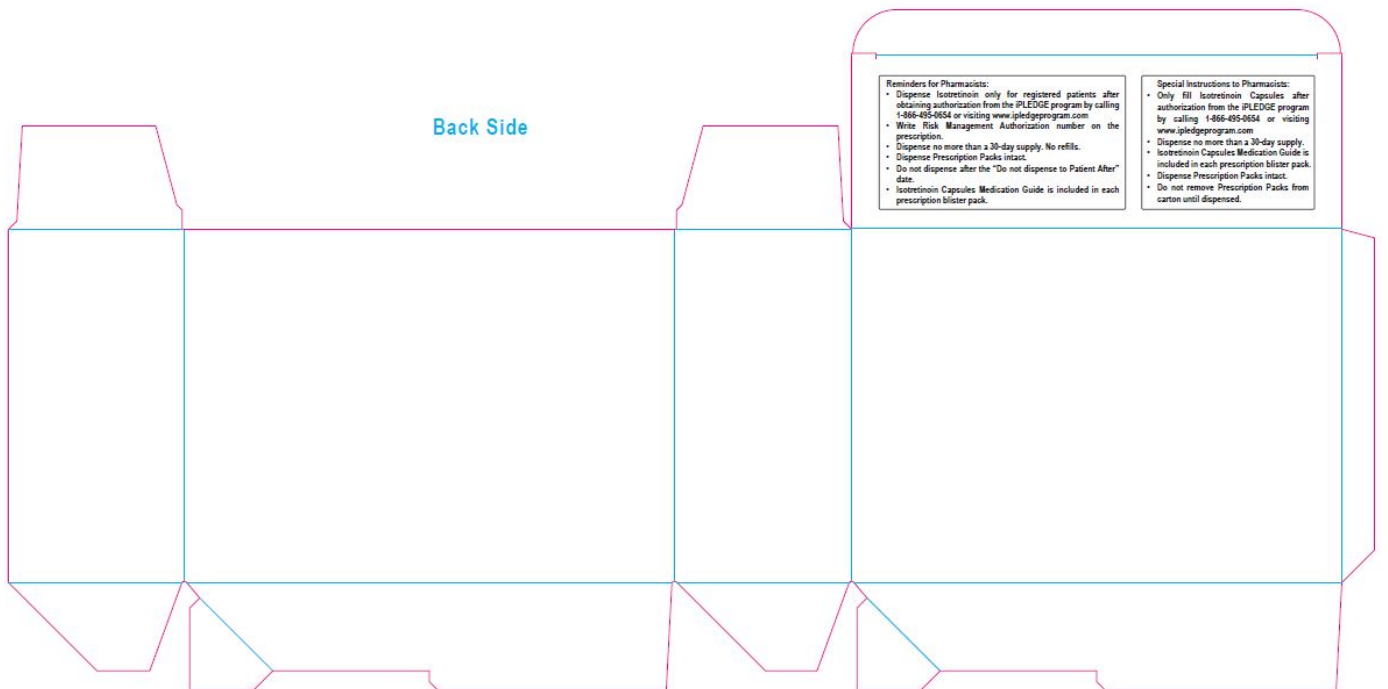 Back Side
Reminders for Pharmacists:
• Dispense Isotretinoin only for registered patients after
obtaining authorization from the iPLEDGE program by calling
1-866-495-0654 or visiting www.ipledgeprogram.com
• Write Risk Management Authorization number on the
prescription.
• Dispense no more than a 30-day supply. No refills.
• Dispense Prescription Packs intact.
• Do not dispense after the “Do not dispense to Patient After”
date.
• Isotretinoin Capsules Medication Guide is included in each
prescription blister pack.
Special Instructions to Pharmacists:
• Only fill Isotretinoin Capsules after
authorization from the iPLEDGE program
by calling 1-866-495-0654 or visiting
www.ipledgeprogram.com
• Dispense no more than a 30-day supply.
• Isotretinoin Capsules Medication Guide is
included in each prescription blister pack.
• Dispense Prescription Packs intact.
• Do not remove Prescription Packs from
carton until dispensed.